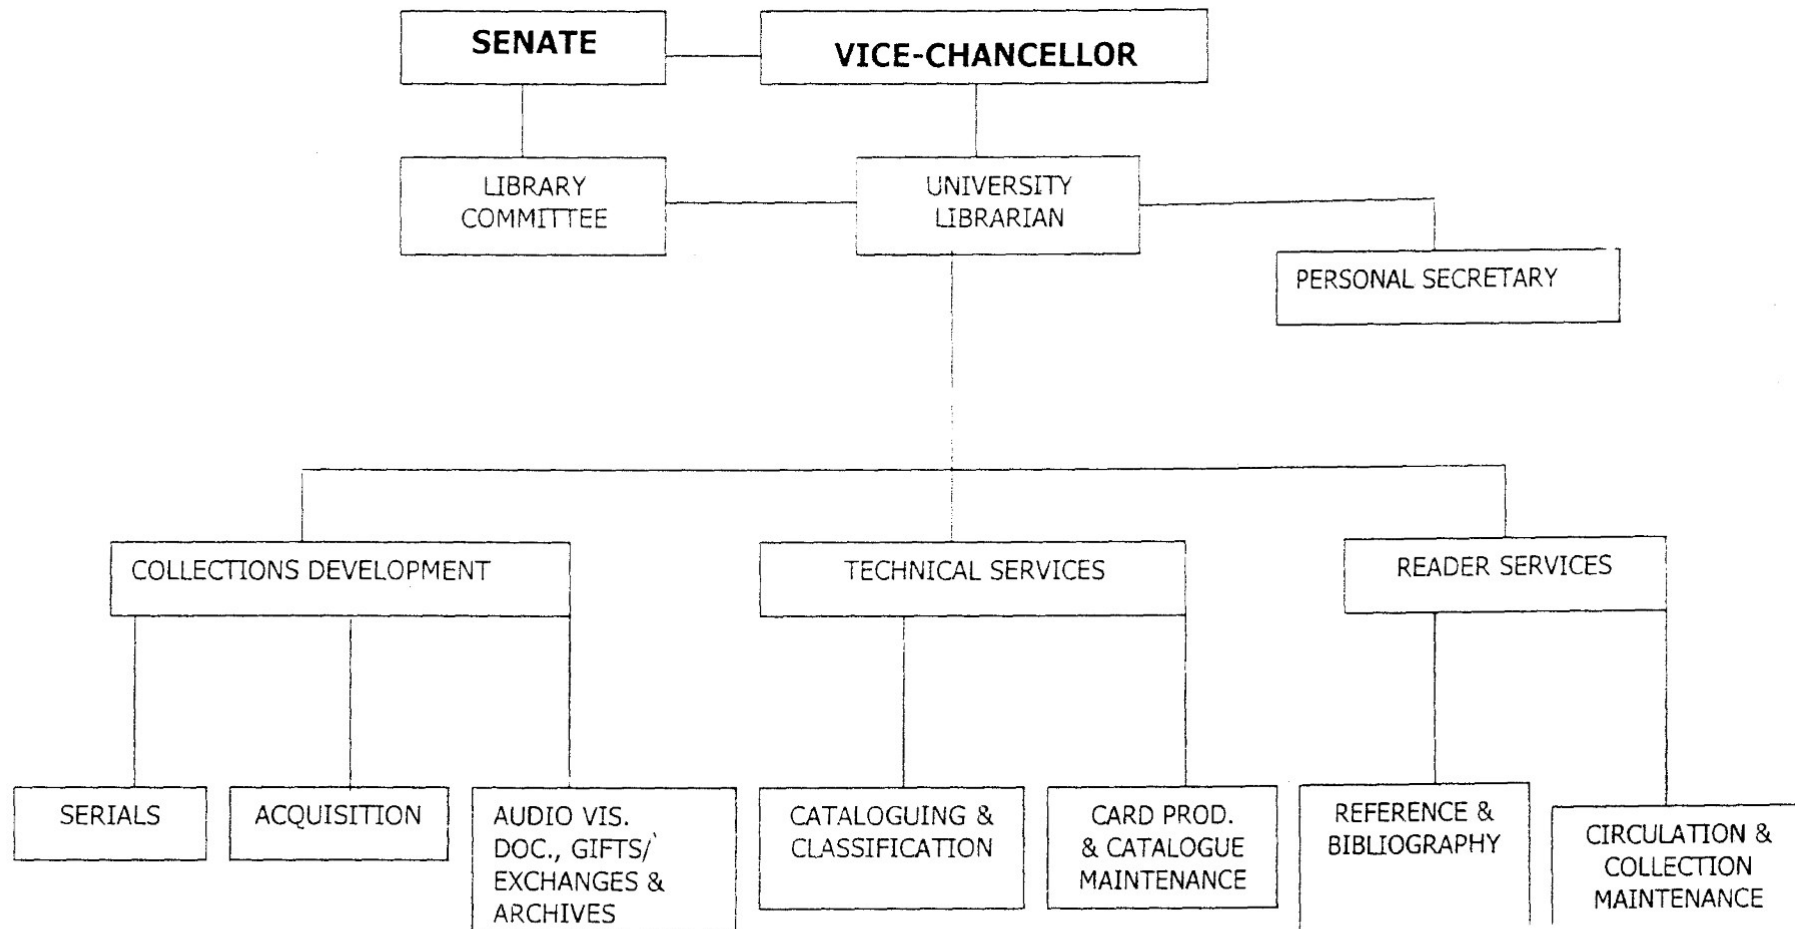 SENATE
VICE-CHANCELLOR
LIBRARY
COMMITTEE
UNIVERSITY
LIBRARIAN
PERSONAL SECRETARY
COLLECTIONS DEVELOPMENT
TECHNICAL SERVICES
READER SERVICES
SERIALS
ACQUISITION
AUDIO VIS.
DOC., GIFTS/
EXCHANGES &
ARCHIVES
CATALOGUING &
CLASSIFICATION
CARD PROD.
& CATALOGUE
MAINTENANCE
REFERENCE &
BIBLIOGRAPHY
CIRCULATION &
COLLECTION
MAINTENANCE